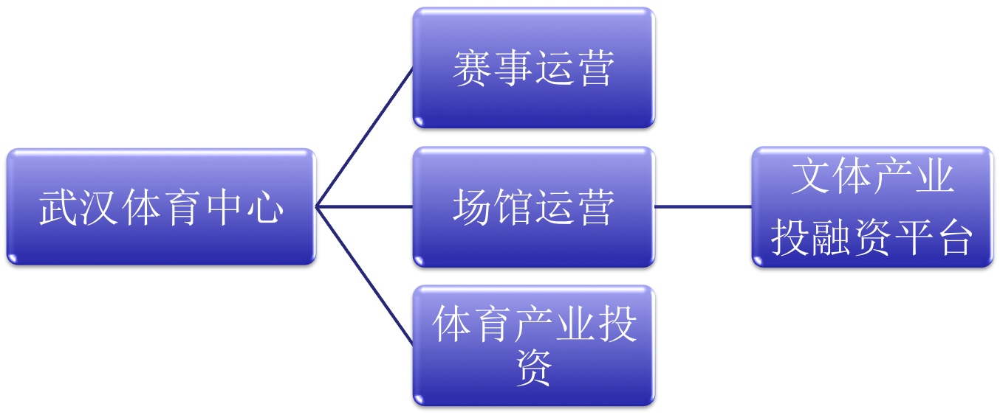 赛事运营
武汉体育中心
场馆运营
文体产业
投融资平台
体育产业投
资